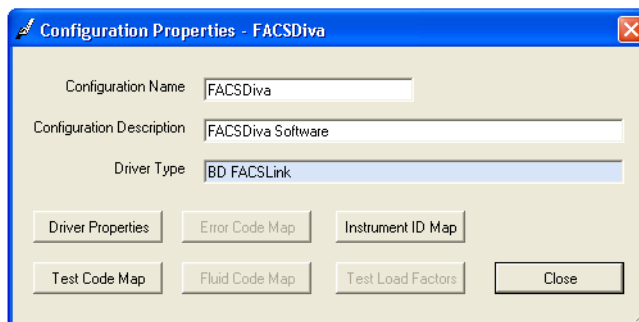 Configuration Properties - FACSDiva
Configuration Name FACSDiva
Configuration Description FACSDiva Software
Driver Type BD FACSLink
Driver Properties Error Code Map Instrument ID Map
Test Code Map Fluid Code Map Test Load Factors Close